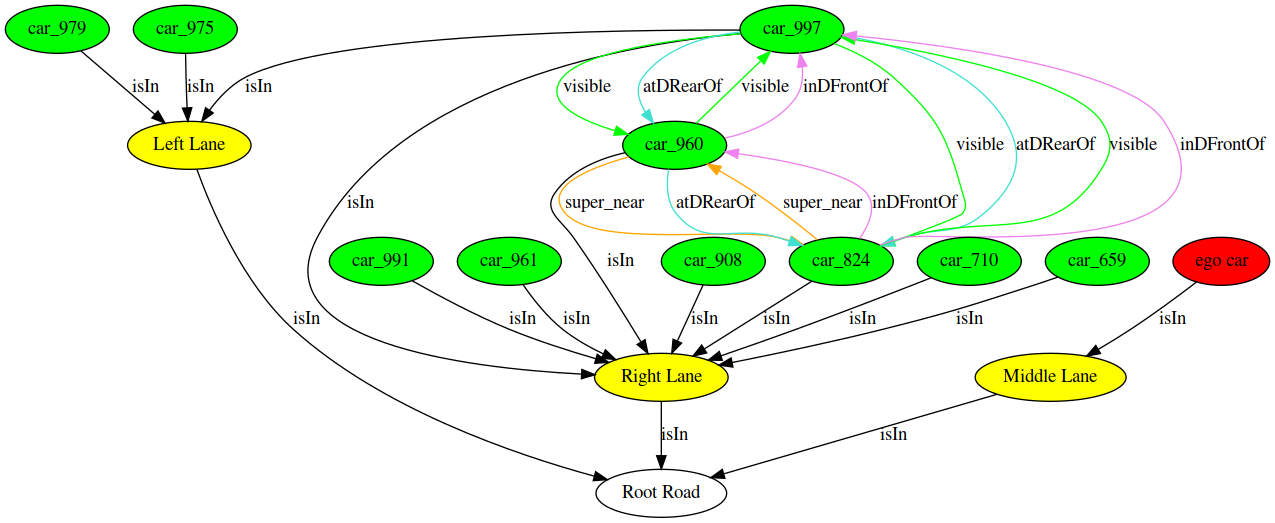 car_979
car_975
car_997
isIn
isIn
isIn
visible
atDRearOf
visible
inDFrontOf
Left Lane
car_960
visible
atDRearOf
visible
inDFrontOf
isIn
super_near
atDRearOf
super_near
inDFrontOf
car_991
car_961
isIn
car_908
car_824
car_710
car_659
ego car
isIn
isIn
isIn
isIn
isIn
isIn
isIn
isIn
Right Lane
Middle Lane
isIn
isIn
Root Road